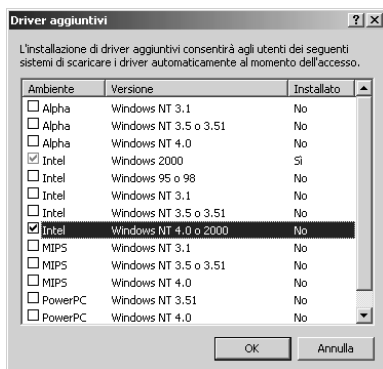 Driver aggiuntivi
L'installazione di driver aggiuntivi consentirà agli utenti dei seguenti
sistemi di scaricare i driver automaticamente al momento dell'accesso.
Ambiente Versione Installato
Alpha Windows NT 3.1 No
Alpha Windows NT 3.5 o 3.51 No
Alpha Windows NT 4.0 No
Intel Windows 2000 Sì
Intel Windows 95 o 98 No
Intel Windows NT 3.1 No
Intel Windows NT 3.5 o 3.51 No
Intel Windows NT 4.0 o 2000 No
MIPS Windows NT 3.1 No
MIPS Windows NT 3.5 o 3.51 No
MIPS Windows NT 4.0 No
PowerPC Windows NT 3.51 No
PowerPC Windows NT 4.0 No
OK Annulla